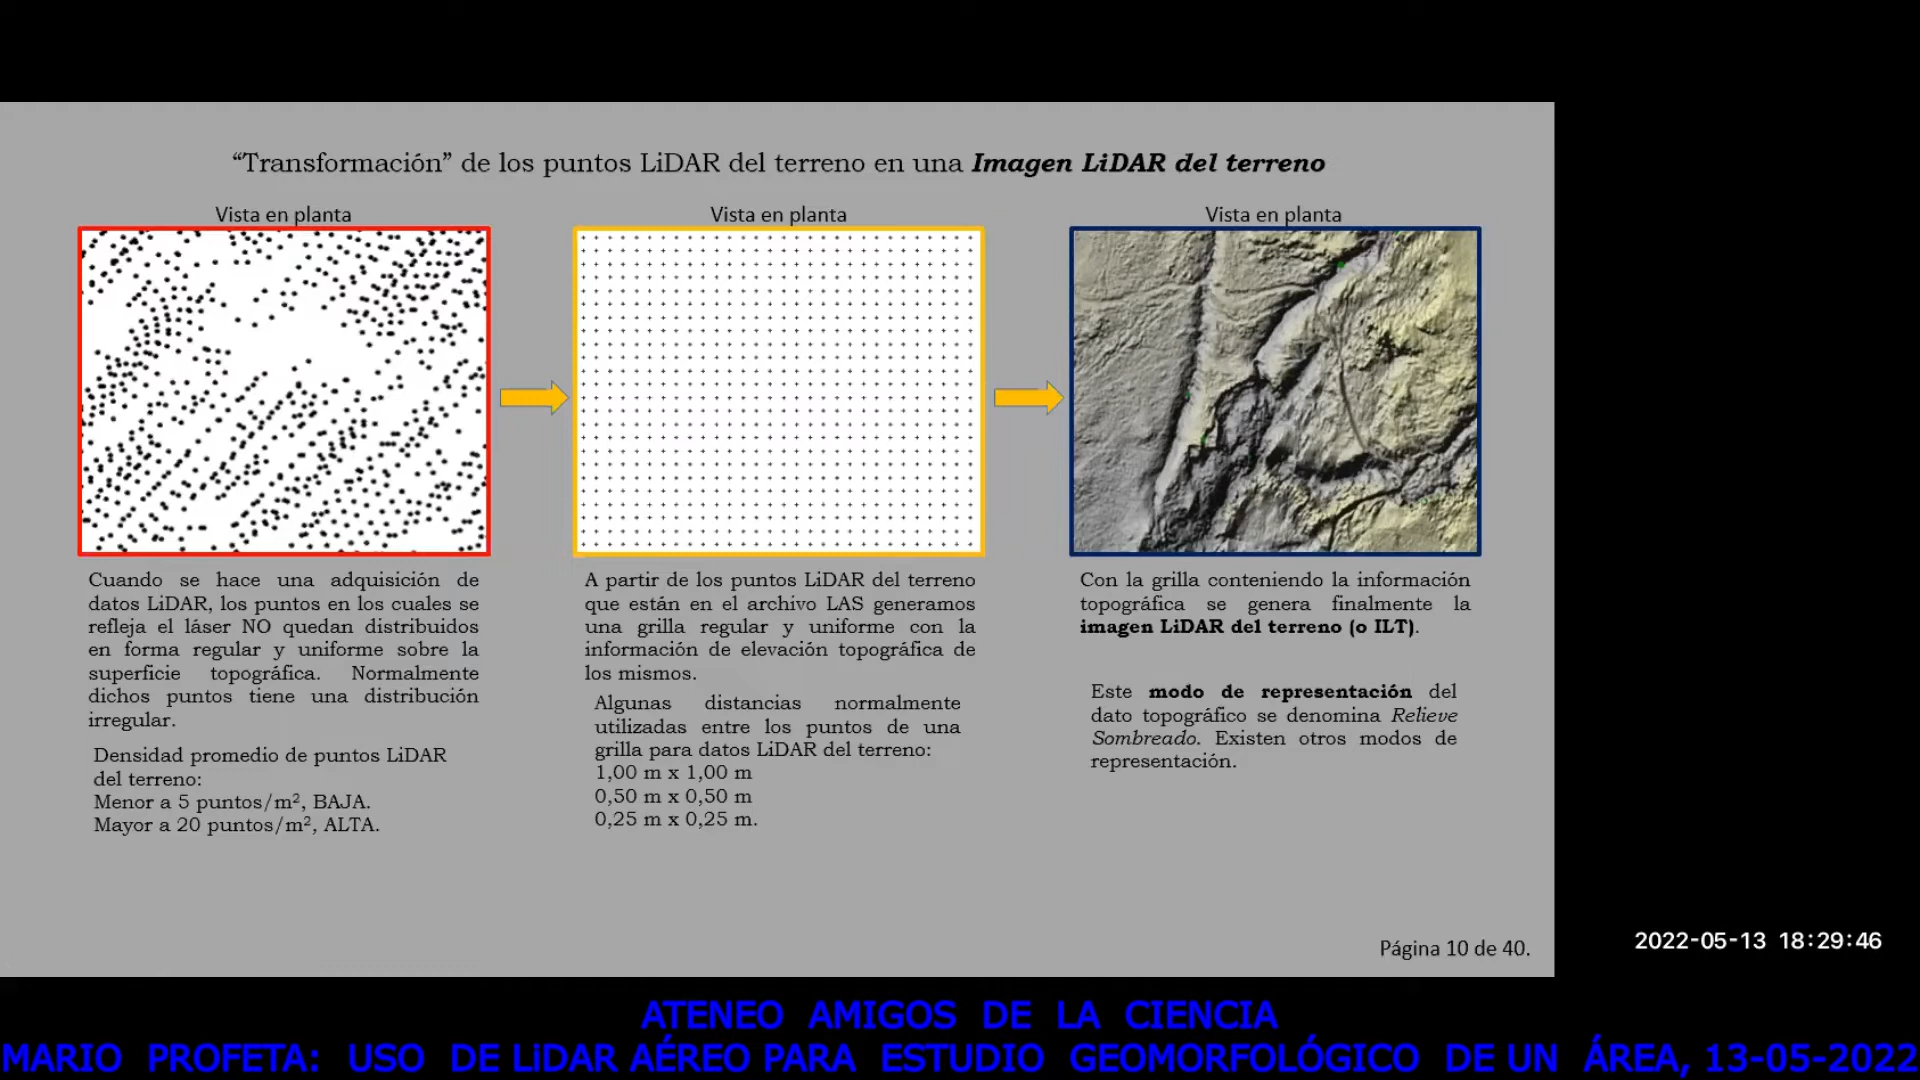 “Transformación” de los puntos LiDAR del terreno en una Imagen LiDAR del terreno
Vista en planta
Vista en planta
Vista en planta
Cuando se hace una adquisición de
datos LiDAR, los puntos en los cuales se
refleja el láser NO quedan distribuidos
en forma regular y uniforme sobre la
superficie topográfica. Normalmente
dichos puntos tiene una distribución
irregular.
Densidad promedio de puntos LiDAR
del terreno:
Menor a 5 puntos/m², BAJA.
Mayor a 20 puntos/m², ALTA.
A partir de los puntos LiDAR del terreno
que están en el archivo LAS generamos
una grilla regular y uniforme con la
información de elevación topográfica de
los mismos.
Algunas distancias normalmente
utilizadas entre los puntos de una
grilla para datos LiDAR del terreno:
1,00 m x 1,00 m
0,50 m x 0,50 m
0,25 m x 0,25 m.
Con la grilla conteniendo la información
topográfica se genera finalmente la
imagen LiDAR del terreno (o ILT).
Este modo de representación del
dato topográfico se denomina Relieve
Sombreado. Existen otros modos de
representación.
Página 10 de 40.
2022-05-13 18:29:46
ATENEO AMIGOS DE LA CIENCIA
MARIO PROFETA: USO DE LiDAR AÉREO PARA ESTUDIO GEOMORFOLÓGICO DE UN ÁREA, 13-05-2022